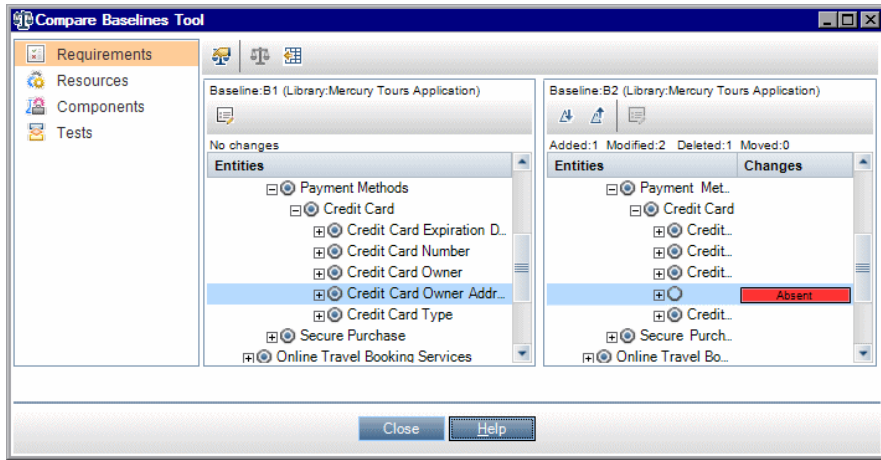 Compare Baselines Tool
Requirements
Resources
Components
Tests
Baseline:B1 (Library:Mercury Tours Application)
No changes
Entities
Payment Methods
Credit Card
Credit Card Expiration D...
Credit Card Number
Credit Card Owner
Credit Card Owner Addr...
Credit Card Type
Secure Purchase
Online Travel Booking Services
Baseline:B2 (Library:Mercury Tours Application)
Added:1 Modified:2 Deleted:1 Moved:0
Entities Changes
Payment Met...
Credit Card
Credit...
Credit...
Credit...
Absent
Credit...
Secure Purch...
Online Travel Bo...
Close Help